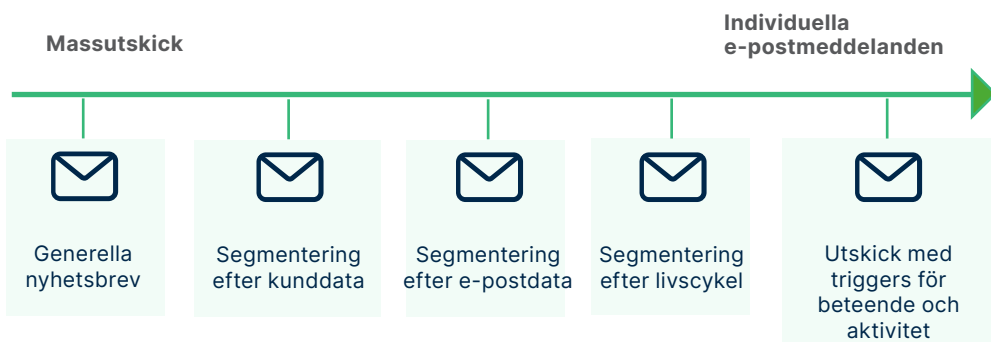 Massutskick
Individuella
e-postmeddelanden
Generella
nyhetsbrev
Segmentering
efter kunddata
Segmentering
efter e-postdata
Segmentering
efter livscykel
Utskick med
triggers för
beteende och
aktivitet